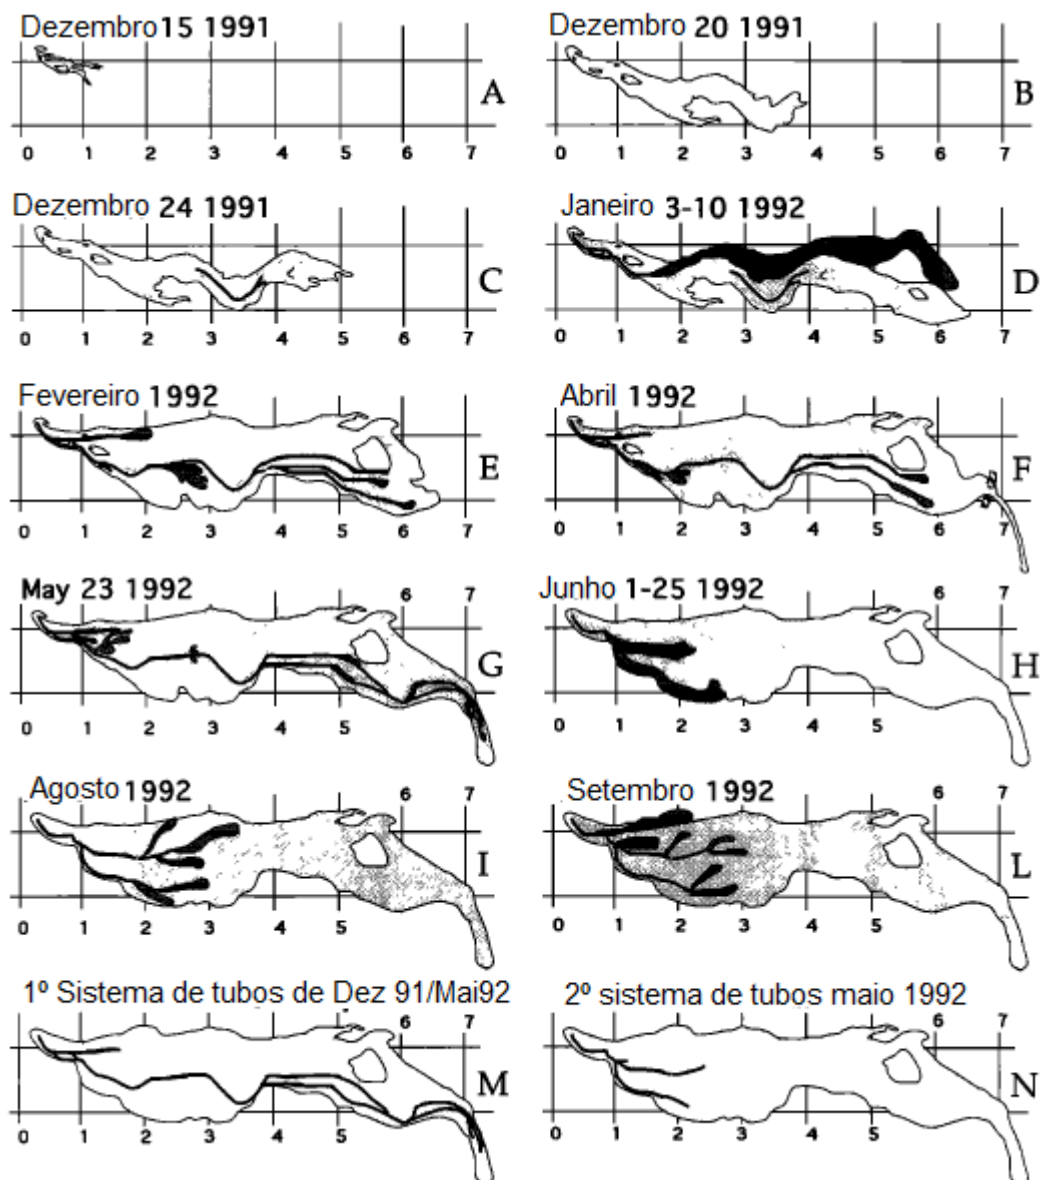 Dezembro 15 1991
A
0 1 2 3 4 5 6 7
Dezembro 20 1991
B
0 1 2 3 4 5 6 7
Dezembro 24 1991
C
0 1 2 3 4 5 6 7
Janeiro 3-10 1992
D
0 1 2 3 4 5 6 7
Fevereiro 1992
E
0 1 2 3 4 5 6 7
Abril 1992
F
0 1 2 3 4 5 6 7
May 23 1992
6 7
G
0 1 2 3 4 5
Junho 1-25 1992
6 7
H
0 1 2 3 4 5
Agosto 1992
6 7
I
0 1 2 3 4 5
Setembro 1992
6 7
L
0 1 2 3 4 5
1º Sistema de tubos de Dez 91/Mai92
6 7
M
0 1 2 3 4 5
2º sistema de tubos maio 1992
6 7
N
0 1 2 3 4 5